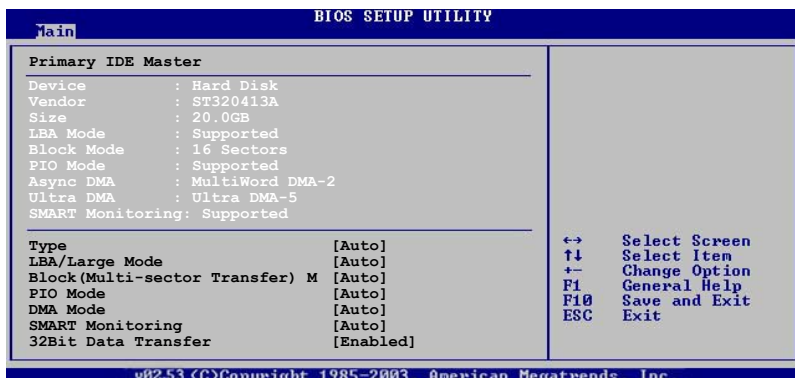 BIOS SETUP UTILITY
Main
Primary IDE Master
Device : Hard Disk
Vendor : ST320413A
Size : 20.0GB
LBA Mode : Supported
Block Mode : 16 Sectors
PIO Mode : Supported
Async DMA : MultiWord DMA-2
Ultra DMA : Ultra DMA-5
SMART Monitoring: Supported
Type [Auto]
LBA/Large Mode [Auto]
Block(Multi-sector Transfer) M [Auto]
PIO Mode [Auto]
DMA Mode [Auto]
SMART Monitoring [Auto]
32Bit Data Transfer [Enabled]
←→ Select Screen
↑↓ Select Item
+- Change Option
F1 General Help
F10 Save and Exit
ESC Exit
v02.53 (C)Copyright 1985-2003, American Megatrends, Inc.